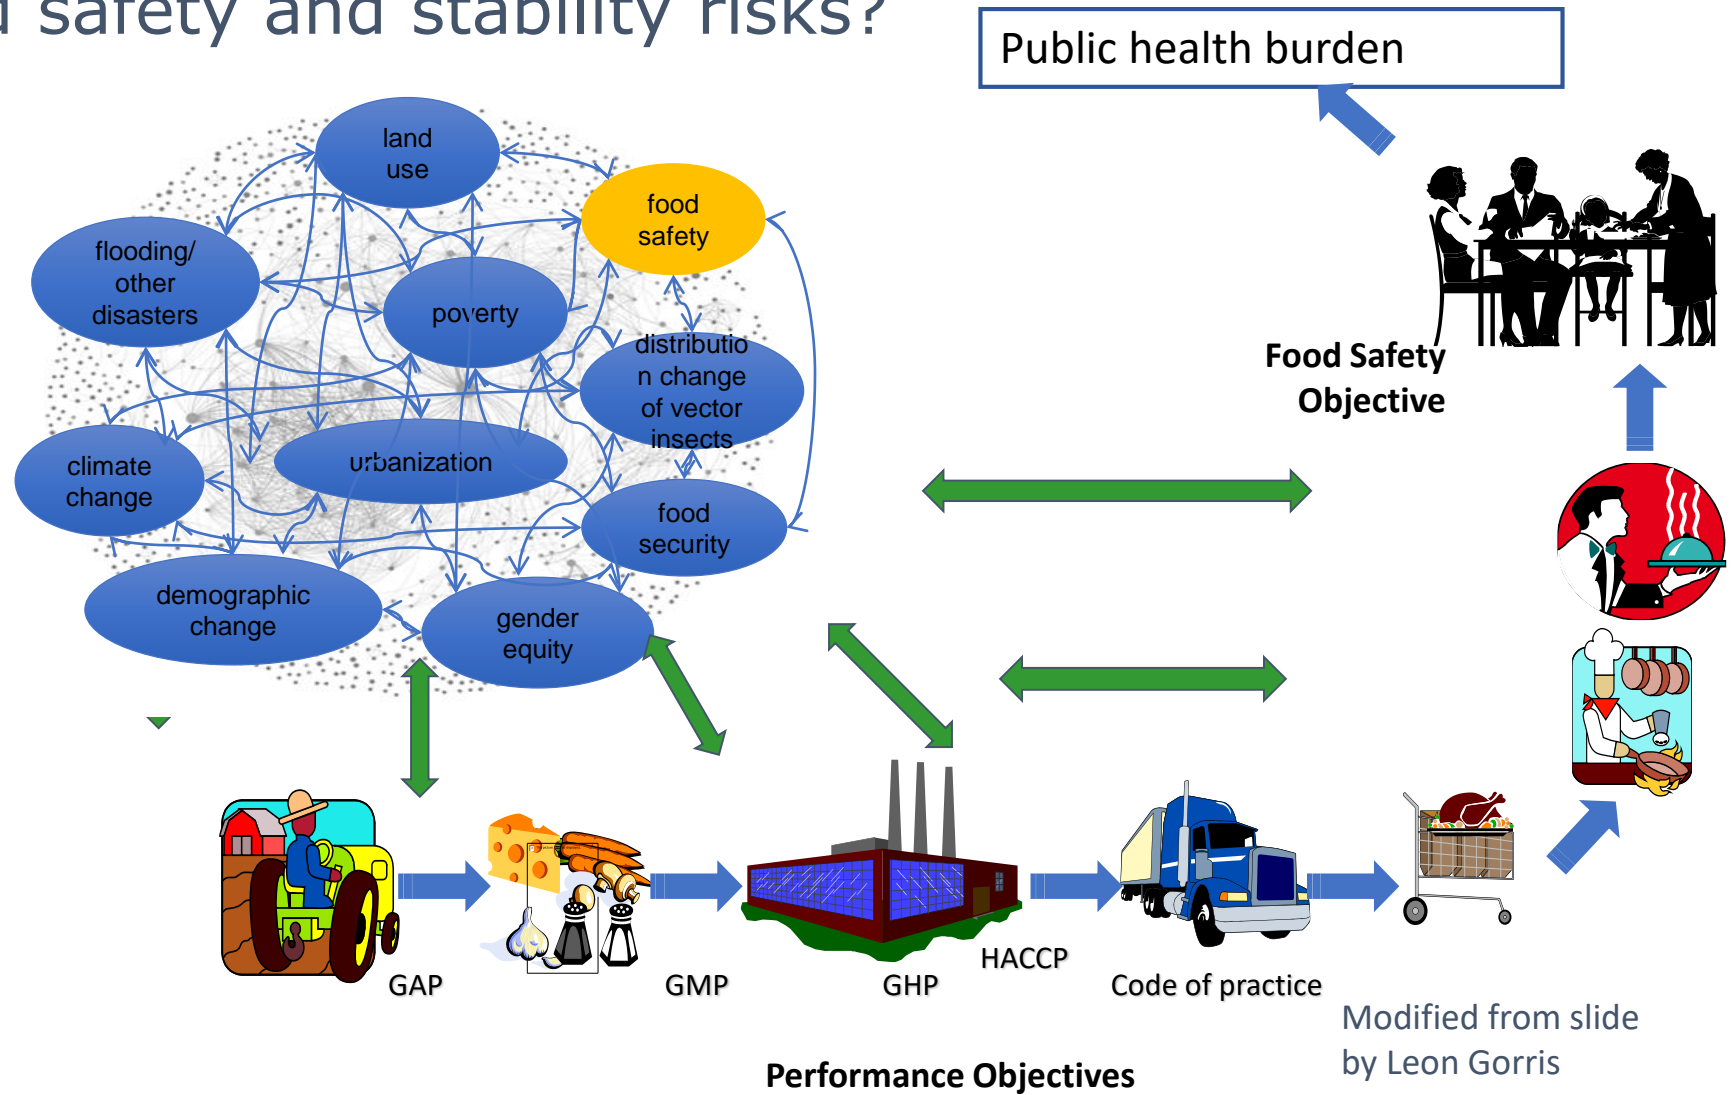 d safety and stability risks?
Public health burden
land
use
food
safety
flooding/
other
disasters
poverty
distributio
n change
of vector
insects
Food Safety
Objective
climate
change
urbanization
food
security
demographic
change
gender
equity
HACCP
GAP
GMP
GHP
Code of practice
Modified from slide
by Leon Gorris
Performance Objectives